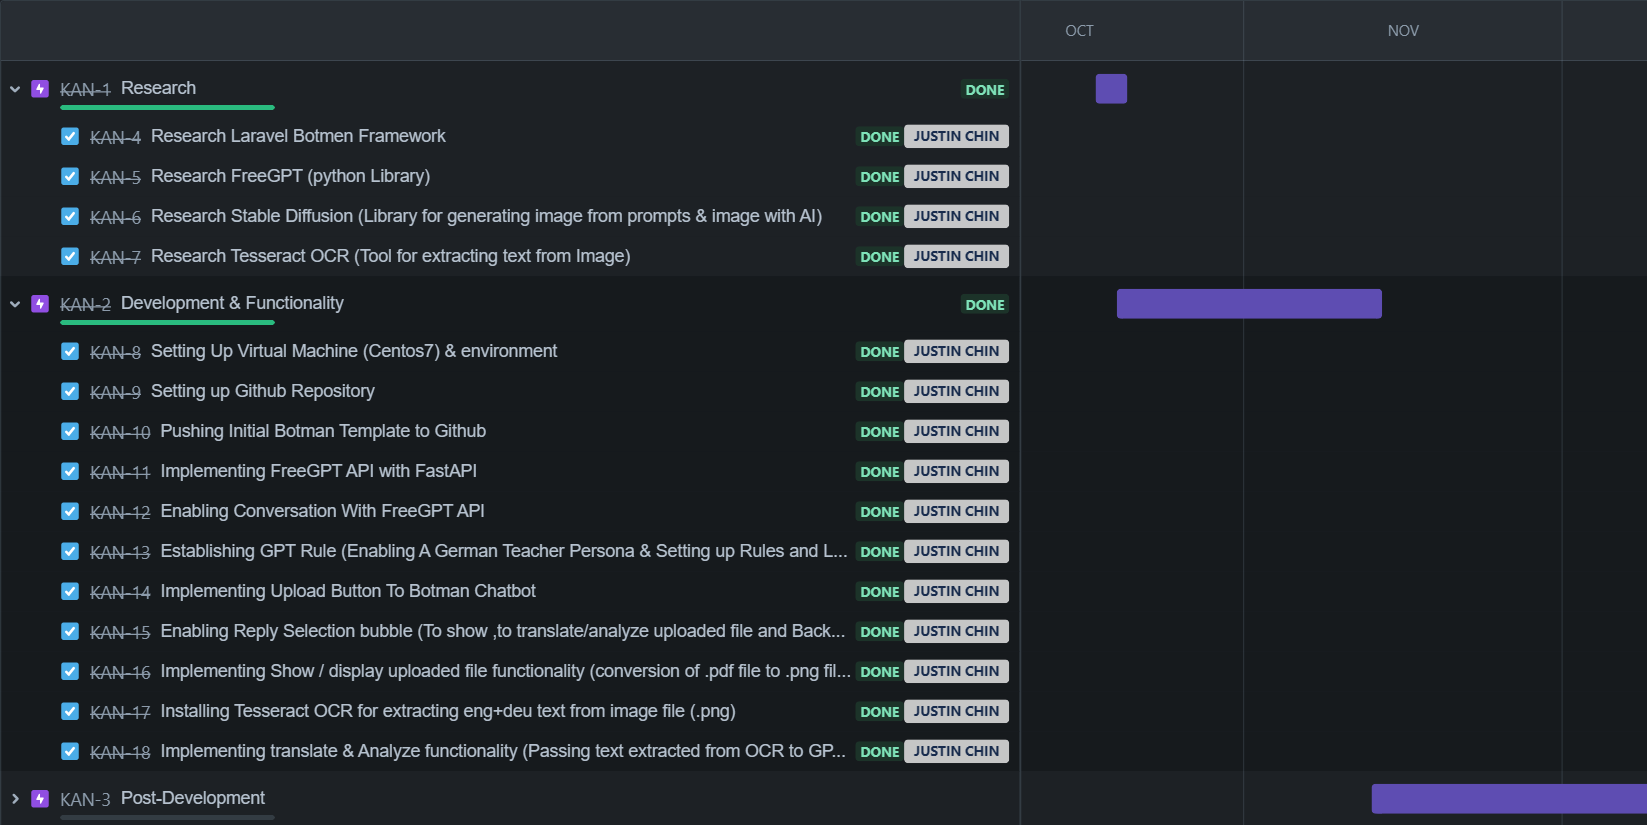 OCT NOV
KAN-1 Research DONE
KAN-4 Research Laravel Botmen Framework DONE JUSTIN CHIN
KAN-5 Research FreeGPT (python Library) DONE JUSTIN CHIN
KAN-6 Research Stable Diffusion (Library for generating image from prompts & image with AI) DONE JUSTIN CHIN
KAN-7 Research Tesseract OCR (Tool for extracting text from Image) DONE JUSTIN CHIN
KAN-2 Development & Functionality DONE
KAN-8 Setting Up Virtual Machine (Centos7) & environment DONE JUSTIN CHIN
KAN-9 Setting up Github Repository DONE JUSTIN CHIN
KAN-10 Pushing Initial Botman Template to Github DONE JUSTIN CHIN
KAN-11 Implementing FreeGPT API with FastAPI DONE JUSTIN CHIN
KAN-12 Enabling Conversation With FreeGPT API DONE JUSTIN CHIN
KAN-13 Establishing GPT Rule (Enabling A German Teacher Persona & Setting up Rules and L... DONE JUSTIN CHIN
KAN-14 Implementing Upload Button To Botman Chatbot DONE JUSTIN CHIN
KAN-15 Enabling Reply Selection bubble (To show ,to translate/analyze uploaded file and Back... DONE JUSTIN CHIN
KAN-16 Implementing Show / display uploaded file functionality (conversion of .pdf file to .png fil... DONE JUSTIN CHIN
KAN-17 Installing Tesseract OCR for extracting eng+deu text from image file (.png) DONE JUSTIN CHIN
KAN-18 Implementing translate & Analyze functionality (Passing text extracted from OCR to GP... DONE JUSTIN CHIN
KAN-3 Post-Development